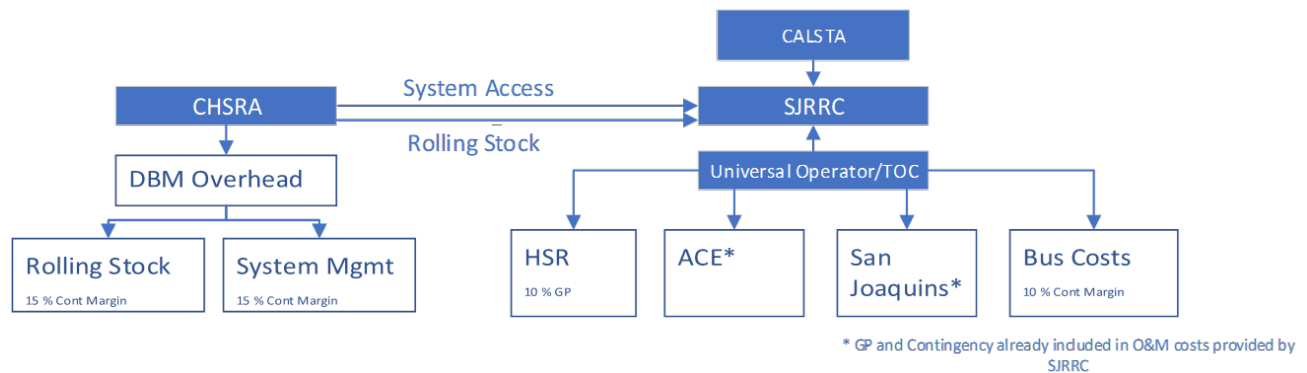 CALSTA
CHSRA
System Access
SJRRC
Rolling Stock
DBM Overhead
Universal Operator/TOC
Rolling Stock
15 % Cont Margin
System Mgmt
15 % Cont Margin
HSR
10 % GP
ACE*
San
Joaquins*
Bus Costs
10 % Cont Margin
* GP and Contingency already included in O&M costs provided by
SJRRC